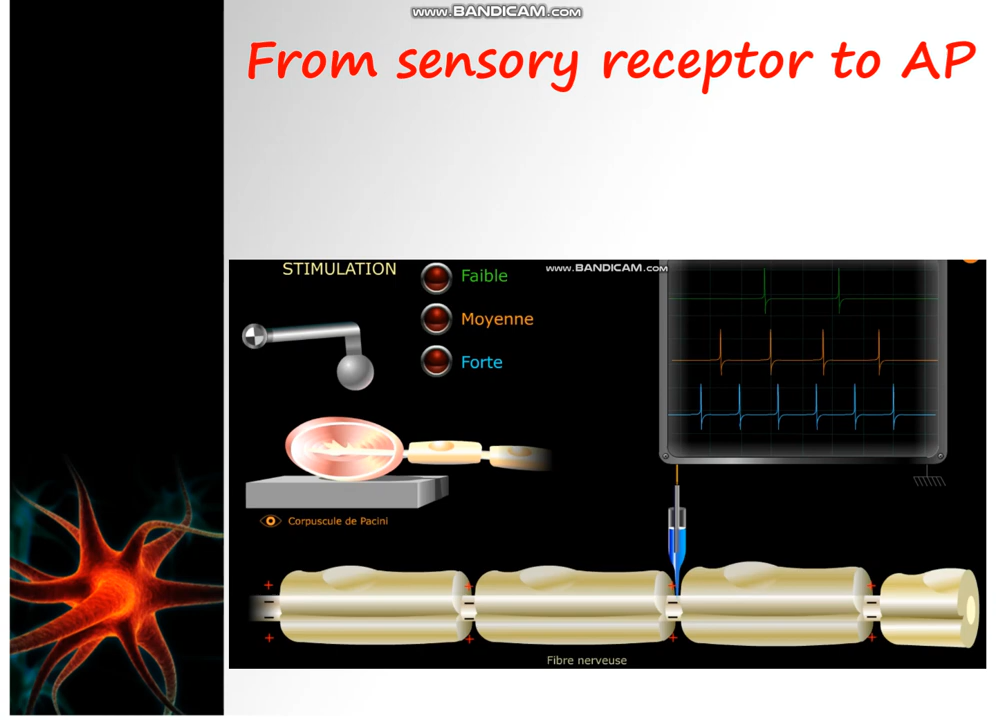 www.BANDICAM.com
From sensory receptor to AP
STIMULATION
Faible
www.BANDICAM.com
Moyenne
Forte
Corpuscule de Pacini
+ + + +
− − − −
− − − −
+ + + +
Fibre nerveuse